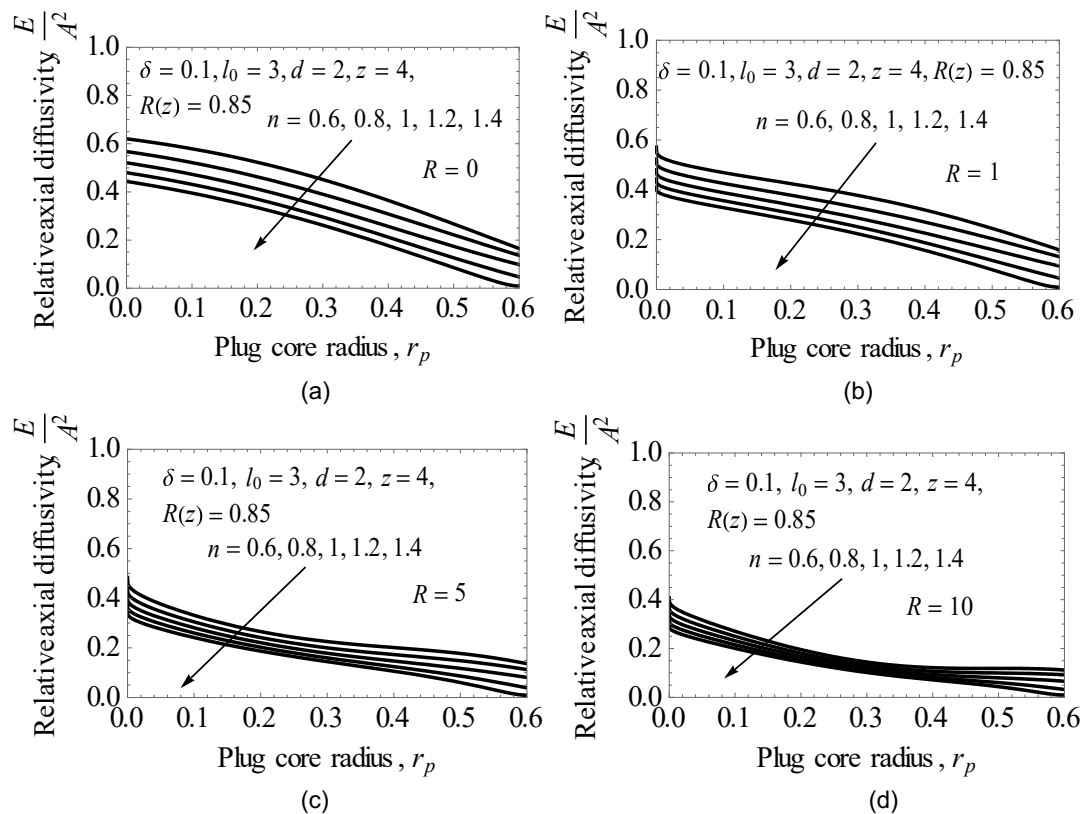 Relativeaxial diffusivity, E/A²
1.0
0.8
0.6
0.4
0.2
0.0
δ = 0.1, l₀ = 3, d = 2, z = 4,
R(z) = 0.85
n = 0.6, 0.8, 1, 1.2, 1.4
R = 0
0.0 0.1 0.2 0.3 0.4 0.5 0.6
Plug core radius , r_p
(a)
Relativeaxial diffusivity, E/A²
1.0
0.8
0.6
0.4
0.2
0.0
δ = 0.1, l₀ = 3, d = 2, z = 4, R(z) = 0.85
n = 0.6, 0.8, 1, 1.2, 1.4
R = 1
0.0 0.1 0.2 0.3 0.4 0.5 0.6
Plug core radius , r_p
(b)
Relativeaxial diffusivity, E/A²
1.0
0.8
0.6
0.4
0.2
0.0
δ = 0.1, l₀ = 3, d = 2, z = 4,
R(z) = 0.85
n = 0.6, 0.8, 1, 1.2, 1.4
R = 5
0.0 0.1 0.2 0.3 0.4 0.5 0.6
Plug core radius , r_p
(c)
Relativeaxial diffusivity, E/A²
1.0
0.8
0.6
0.4
0.2
0.0
δ = 0.1, l₀ = 3, d = 2, z = 4,
R(z) = 0.85
n = 0.6, 0.8, 1, 1.2, 1.4
R = 10
0.0 0.1 0.2 0.3 0.4 0.5 0.6
Plug core radius , r_p
(d)